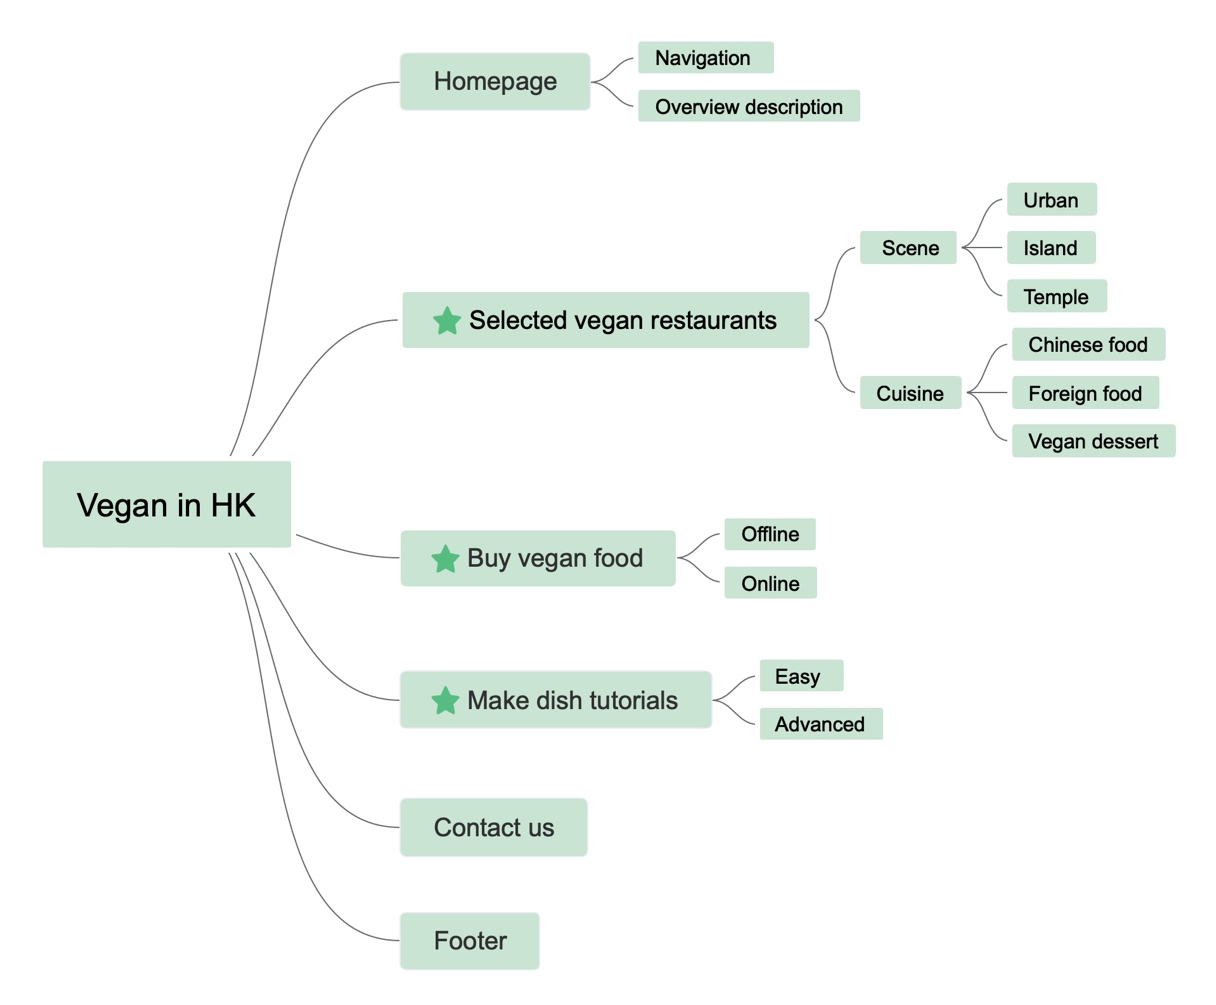 Homepage
Navigation
Overview description
Selected vegan restaurants
Scene
Urban
Island
Temple
Cuisine
Chinese food
Foreign food
Vegan dessert
Vegan in HK
Buy vegan food
Offline
Online
Make dish tutorials
Easy
Advanced
Contact us
Footer